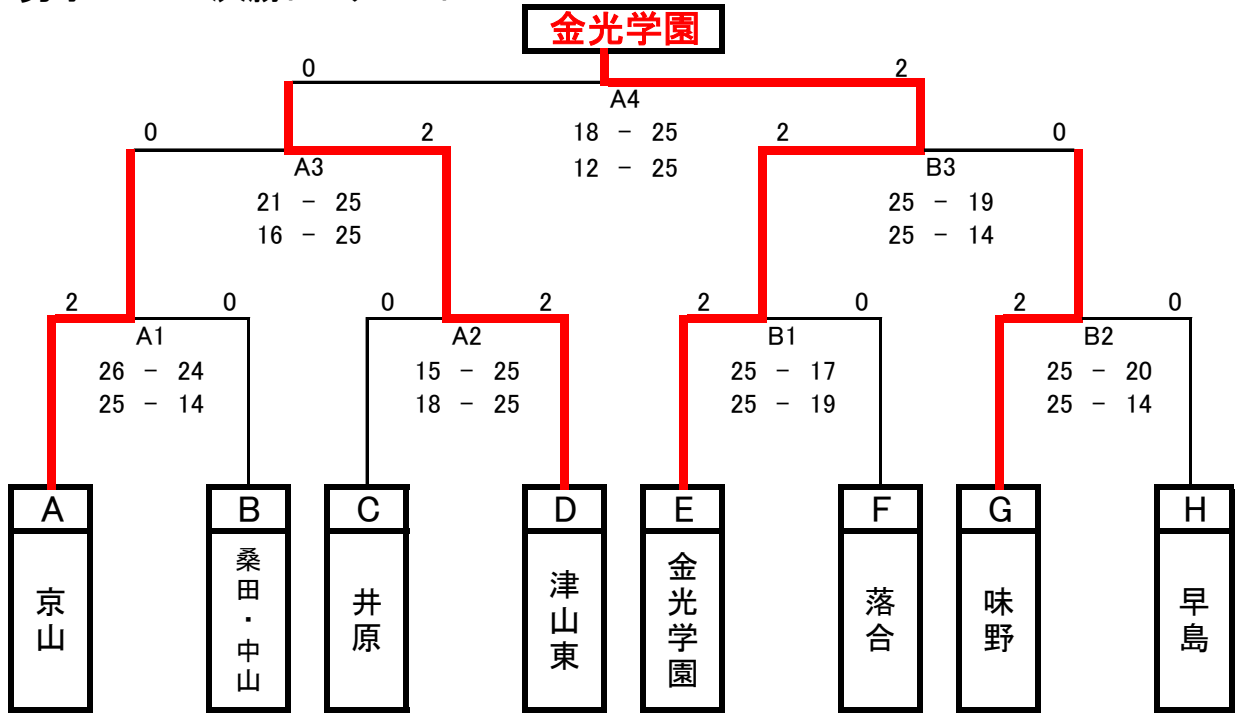 金光学園
0 2
A4
18 - 25
12 - 25
0 2
A3
21 - 25
16 - 25
2 0
B3
25 - 19
25 - 14
2 0
A1
26 - 24
25 - 14
0 2
A2
15 - 25
18 - 25
2 0
B1
25 - 17
25 - 19
2 0
B2
25 - 20
25 - 14
A B C D E F G H
京山
桑田・中山
井原
津山東
金光学園
落合
味野
早島